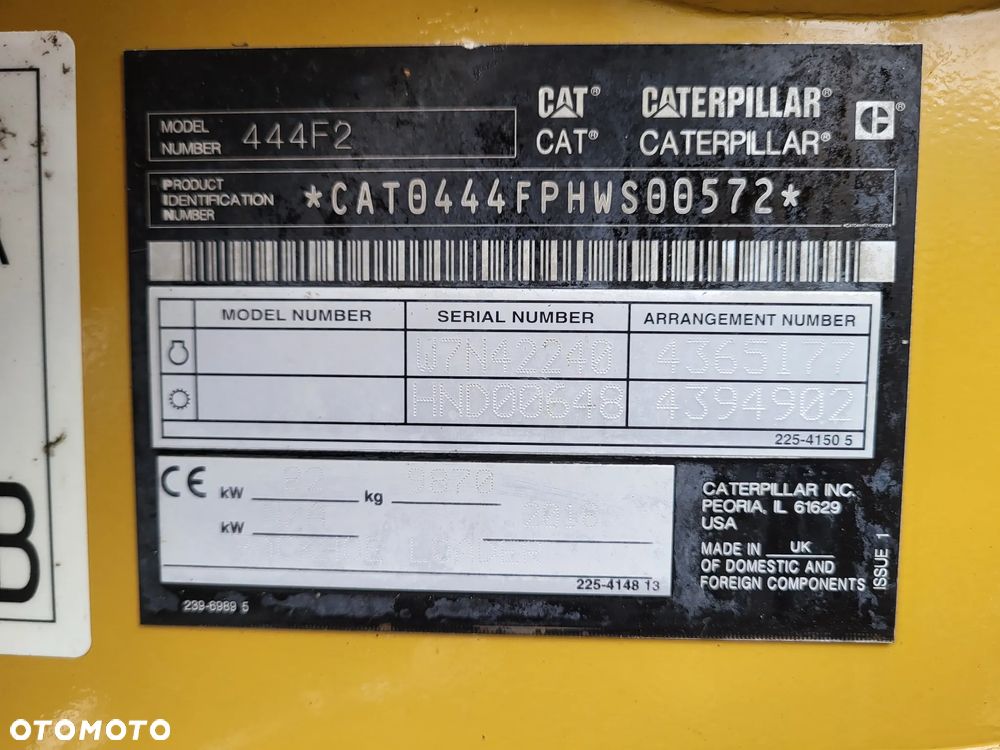 CAT® CATERPILLAR®
CAT® CATERPILLAR®
MODEL NUMBER 444F2
PRODUCT IDENTIFICATION NUMBER *CAT0444FPHWS00572*
MODEL NUMBER SERIAL NUMBER ARRANGEMENT NUMBER
W7N42240 4365177
HND00648 4394902
225-4150 5
CE kW kg 9870
kW 2016
225-4148 13
CATERPILLAR INC.
PEORIA, IL 61629
USA
MADE IN UK
OF DOMESTIC AND
FOREIGN COMPONENTS
ISSUE 1
239-6989 5
B
OTOMOTO